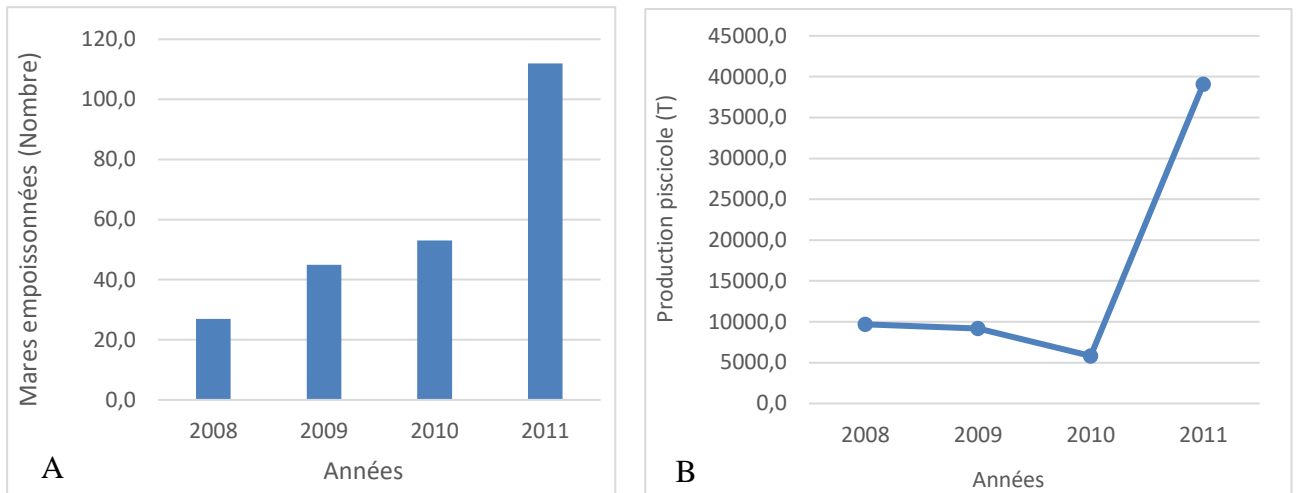 Mares empoissonnées (Nombre)
120,0
100,0
80,0
60,0
40,0
20,0
0,0
2008 2009 2010 2011
Années
A
Production piscicole (T)
45000,0
40000,0
35000,0
30000,0
25000,0
20000,0
15000,0
10000,0
5000,0
0,0
2008 2009 2010 2011
Années
B